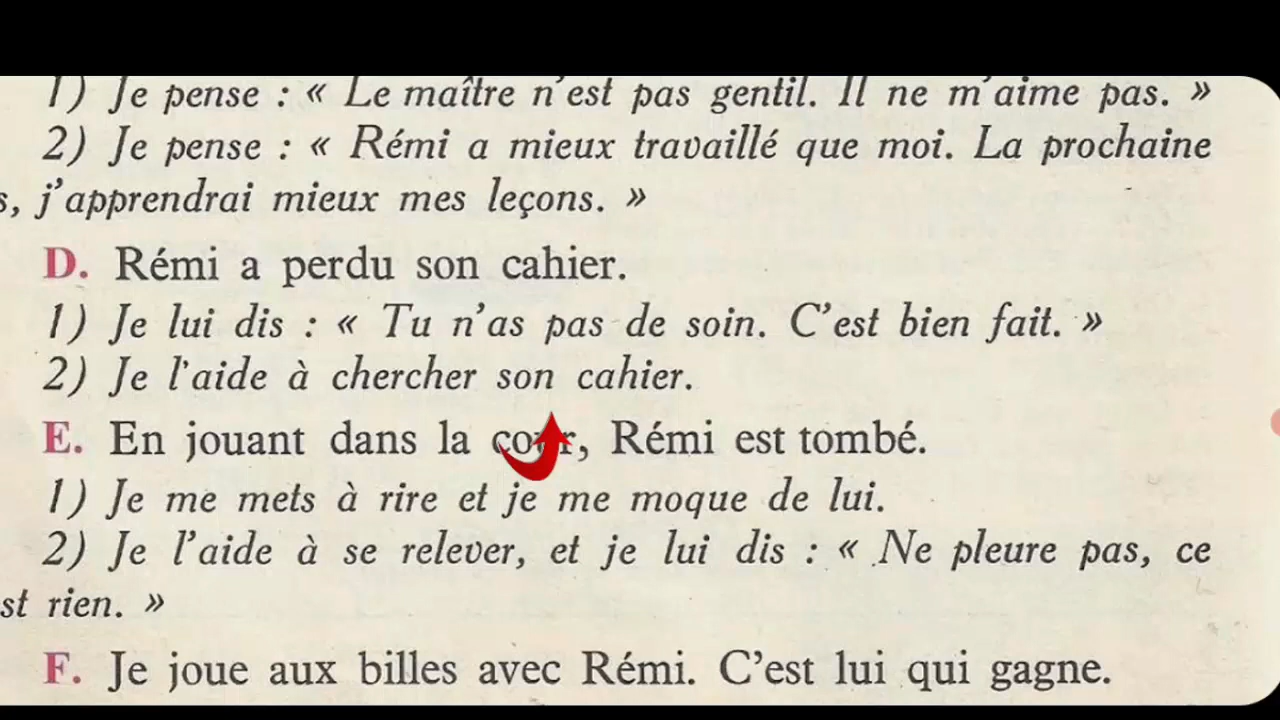 1) Je pense : « Le maître n'est pas gentil. Il ne m'aime pas. »
2) Je pense : « Rémi a mieux travaillé que moi. La prochaine
s, j'apprendrai mieux mes leçons. »
D. Rémi a perdu son cahier.
1) Je lui dis : « Tu n'as pas de soin. C'est bien fait. »
2) Je l'aide à chercher son cahier.
E. En jouant dans la cour, Rémi est tombé.
1) Je me mets à rire et je me moque de lui.
2) Je l'aide à se relever, et je lui dis : « Ne pleure pas, ce
st rien. »
F. Je joue aux billes avec Rémi. C'est lui qui gagne.